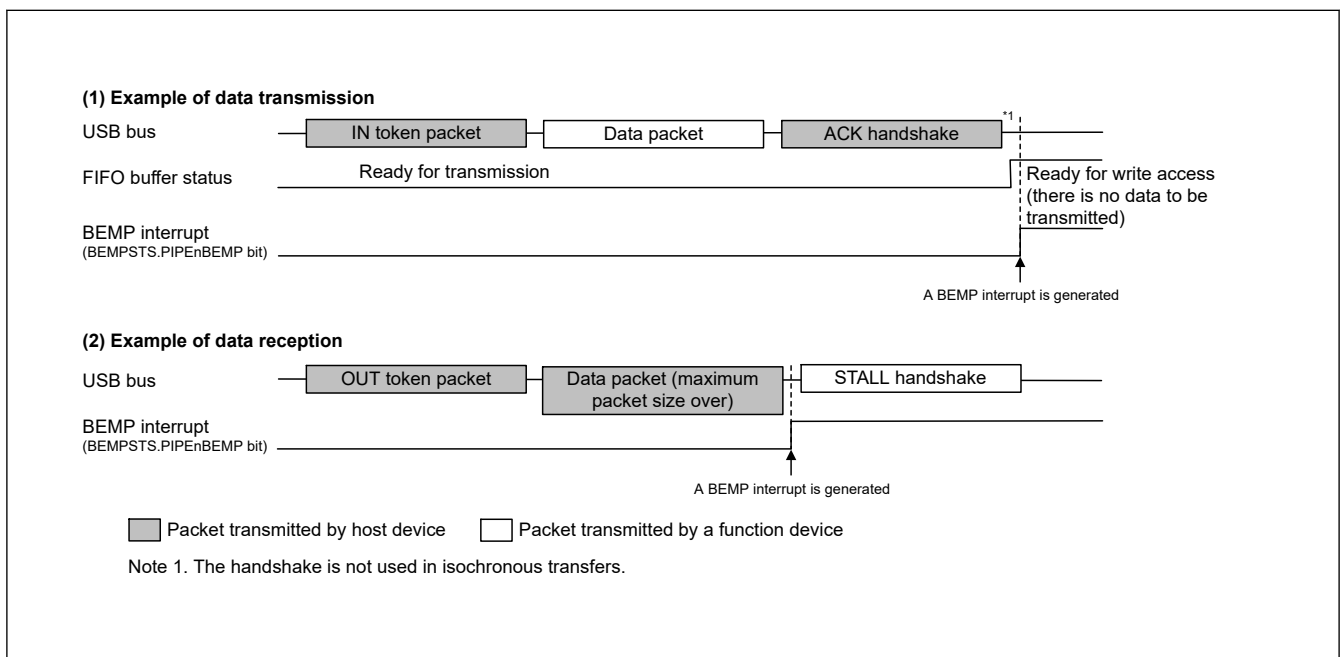 (1) Example of data transmission
USB bus
IN token packet
Data packet
ACK handshake
*1
FIFO buffer status
Ready for transmission
Ready for write access
(there is no data to be
transmitted)
BEMP interrupt
(BEMPSTS.PIPEnBEMP bit)
A BEMP interrupt is generated
(2) Example of data reception
USB bus
OUT token packet
Data packet (maximum
packet size over)
STALL handshake
BEMP interrupt
(BEMPSTS.PIPEnBEMP bit)
A BEMP interrupt is generated
Packet transmitted by host device
Packet transmitted by a function device
Note 1. The handshake is not used in isochronous transfers.